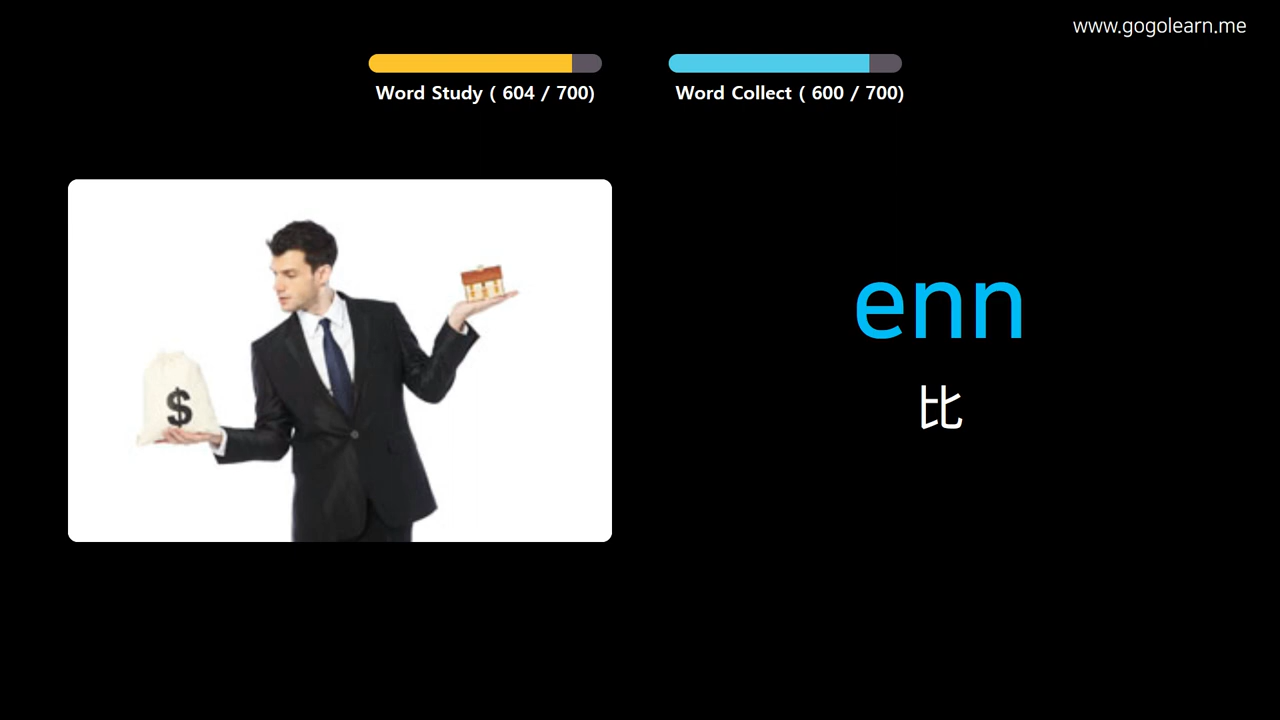 www.gogolearn.me
Word Study ( 604 / 700)
Word Collect ( 600 / 700)
$
enn
比